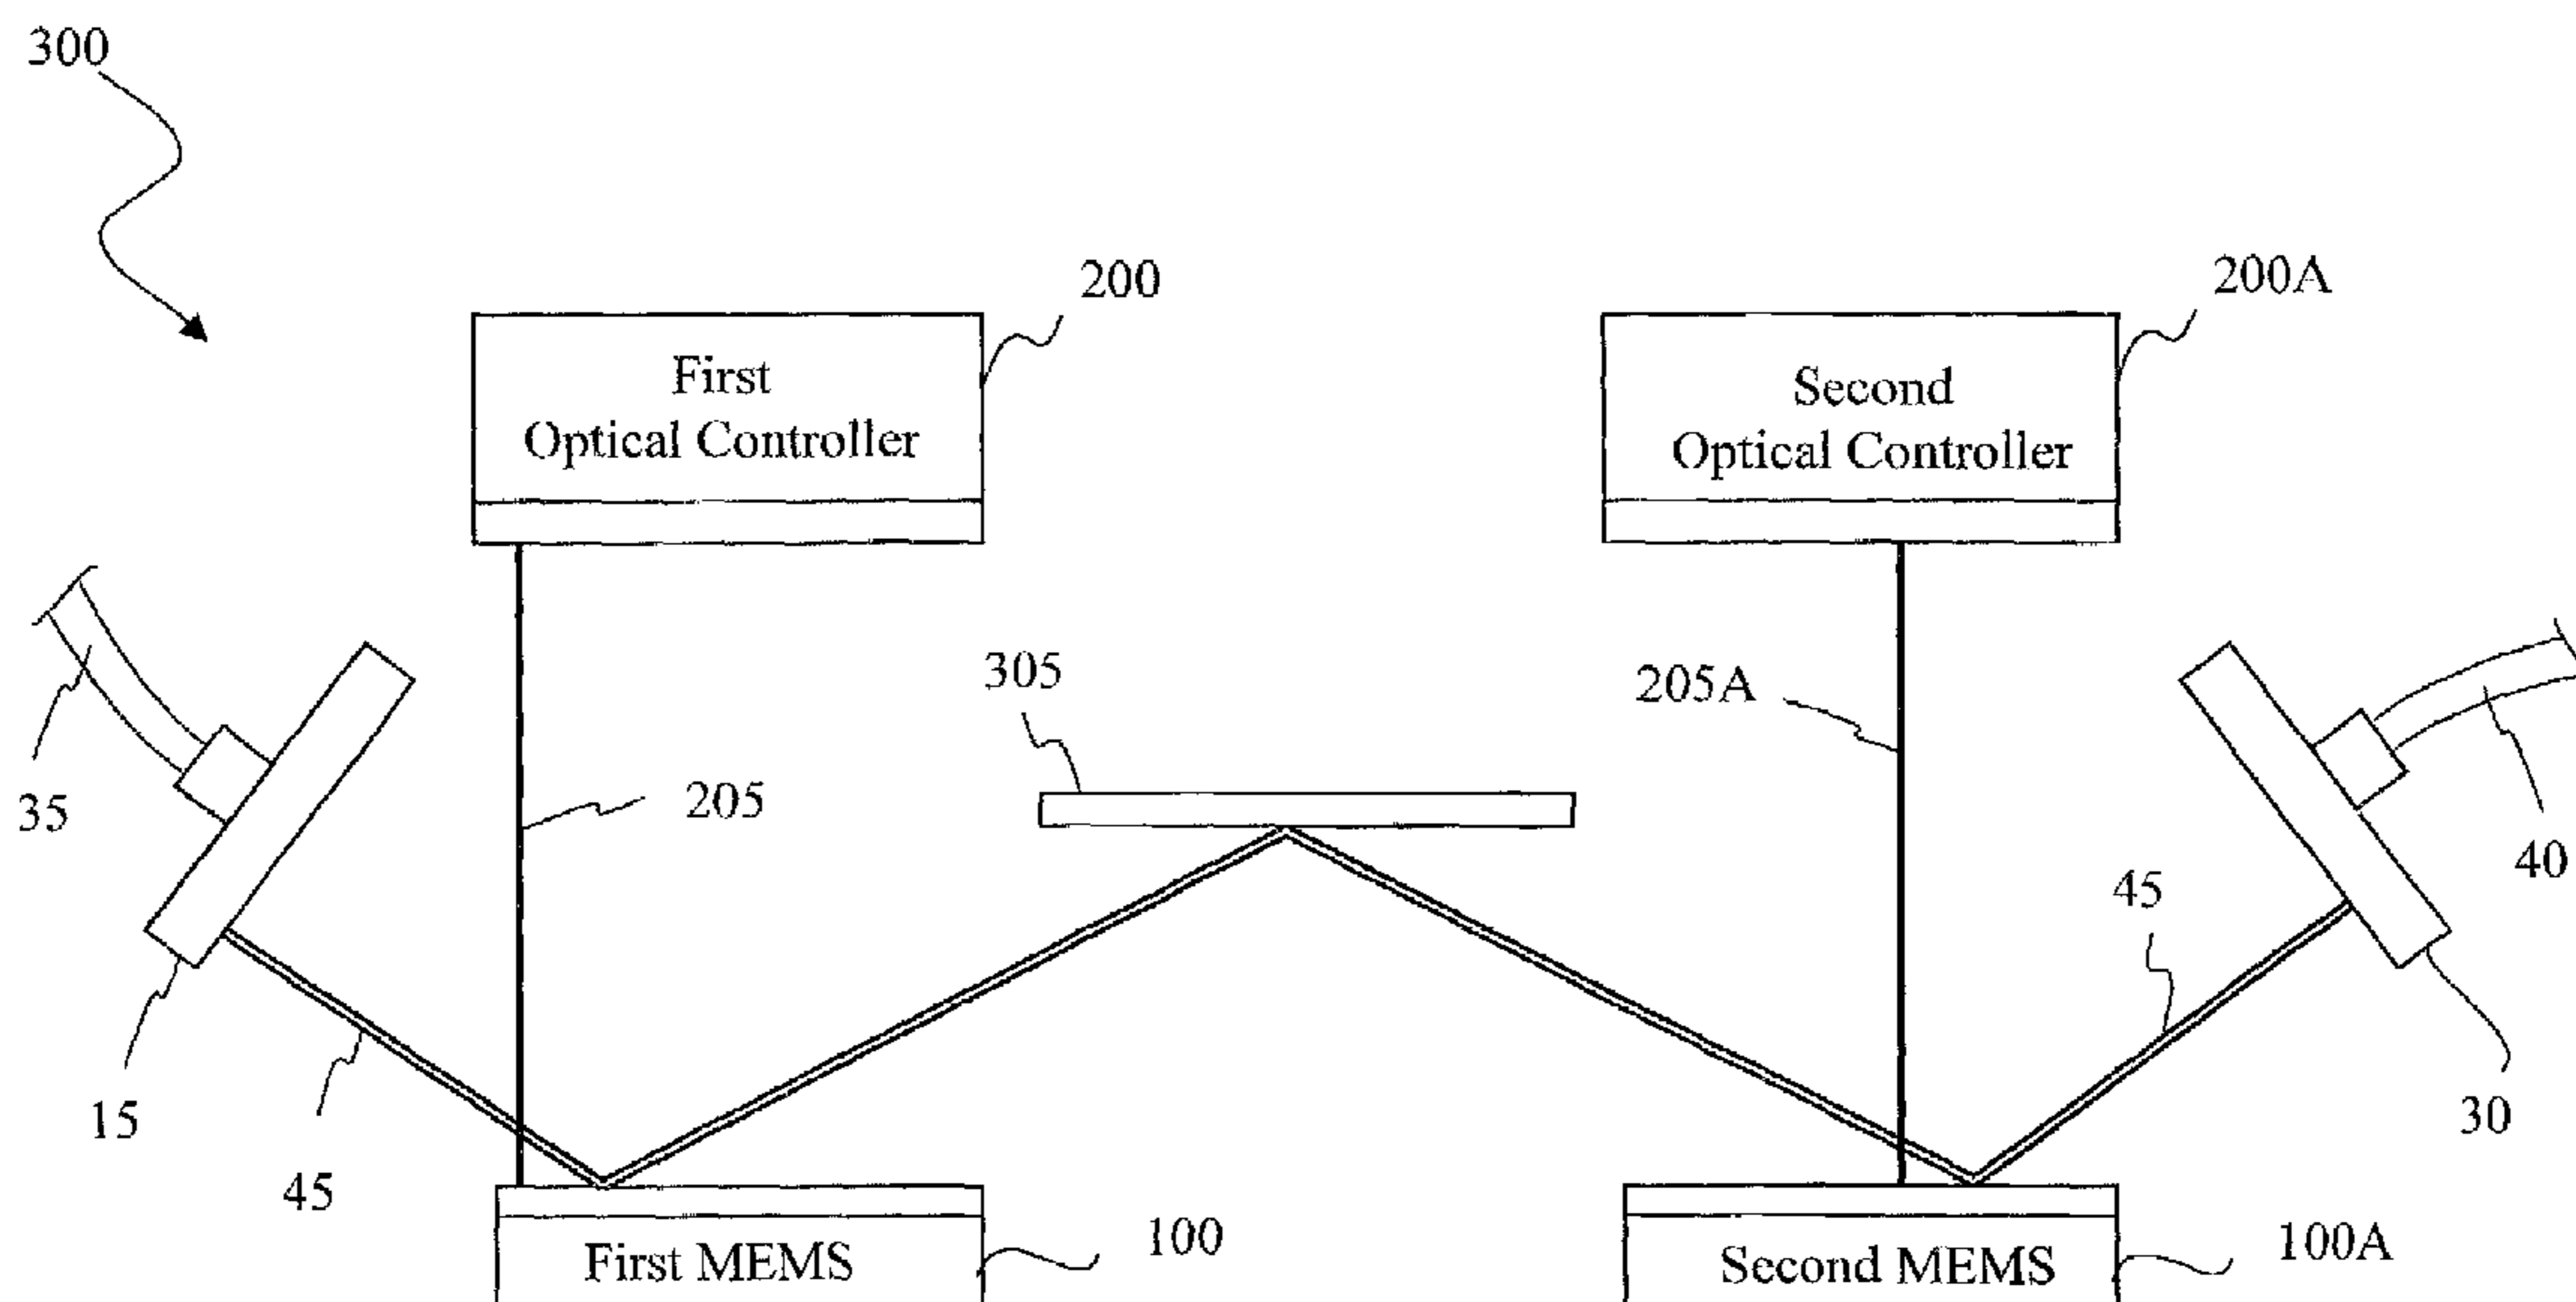 300
200
200A
First
Optical Controller
Second
Optical Controller
305
205A
35
205
40
45
15
45
30
First MEMS
100
Second MEMS
100A